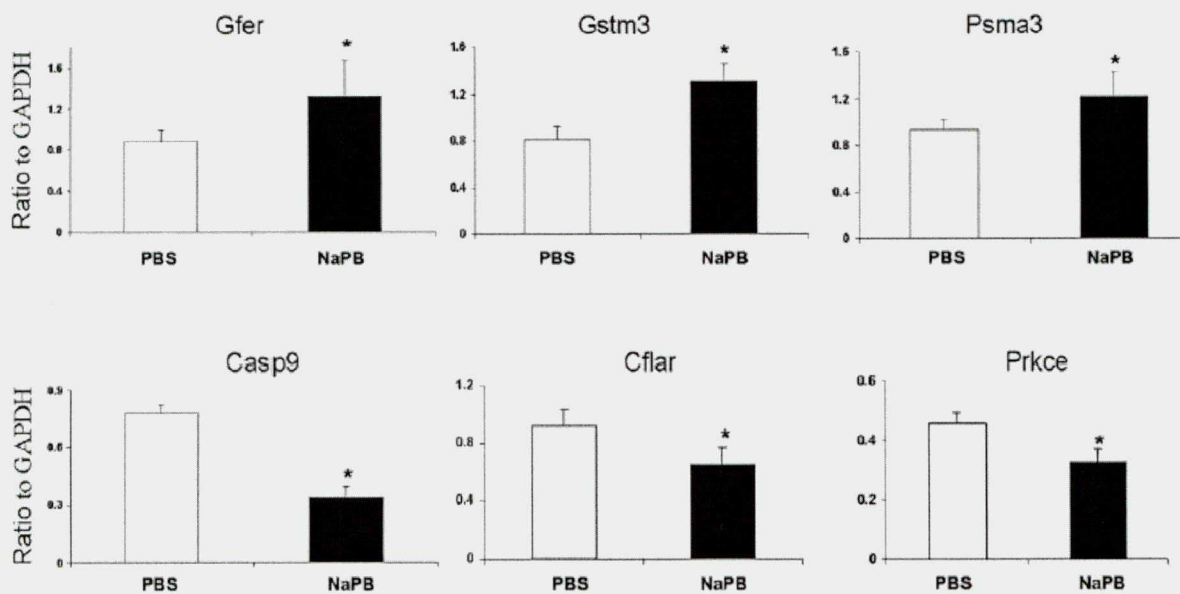 Gfer
Gstm3
Psma3
Ratio to GAPDH
1.6
1.2
0.8
0.4
0
*
PBS
NaPB
1.6
1.2
0.8
0.4
0
*
PBS
NaPB
1.6
1.2
0.8
0.4
0
*
PBS
NaPB
Casp9
Cflar
Prkce
Ratio to GAPDH
0.9
0.6
0.3
0
*
PBS
NaPB
1.2
0.8
0.4
0
*
PBS
NaPB
0.6
0.4
0.2
0
*
PBS
NaPB